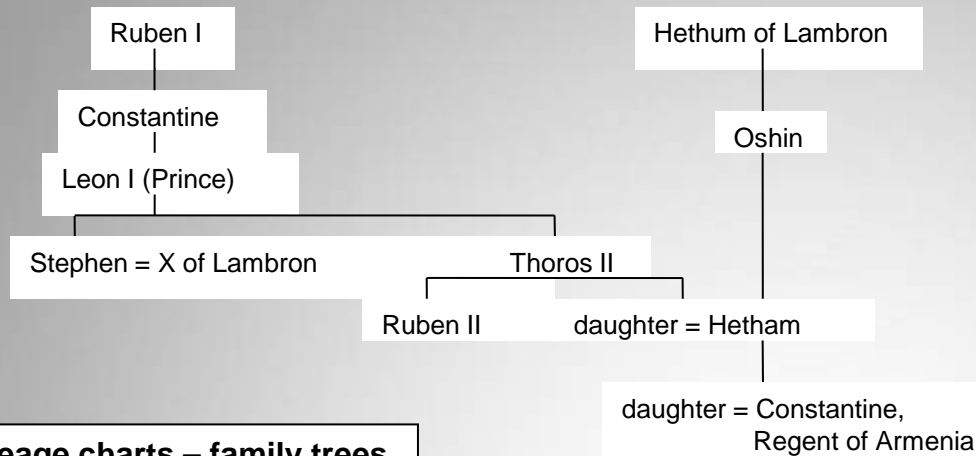 Ruben I
Hethum of Lambron
Constantine
Oshin
Leon I (Prince)
Stephen = X of Lambron
Thoros II
Ruben II
daughter = Hetham
daughter = Constantine,
Regent of Armenia
eage charts – family trees